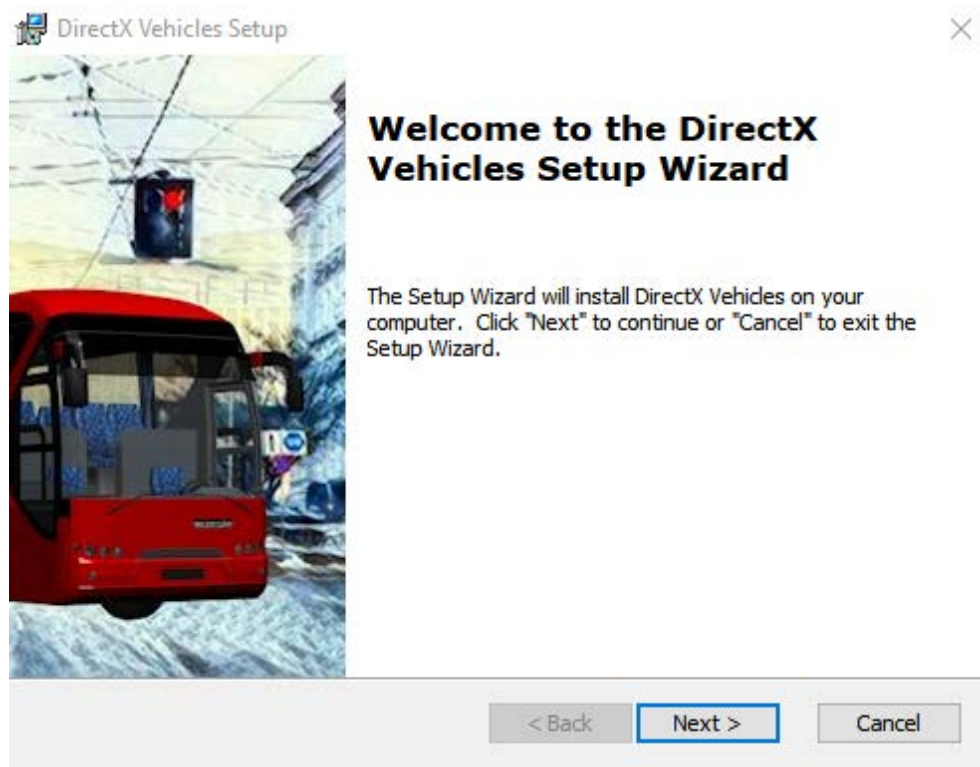 DirectX Vehicles Setup
Welcome to the DirectX
Vehicles Setup Wizard
The Setup Wizard will install DirectX Vehicles on your
computer. Click "Next" to continue or "Cancel" to exit the
Setup Wizard.
< Back
Next >
Cancel